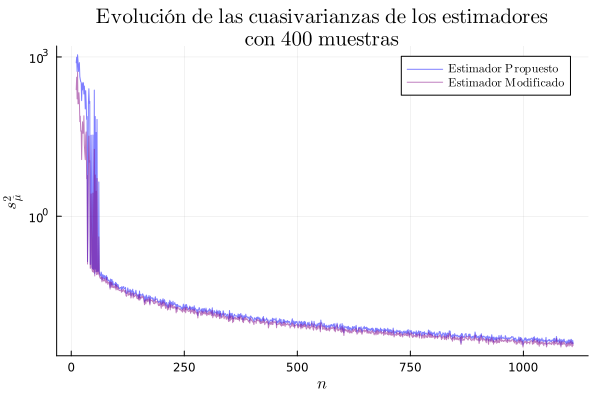 Evolución de las cuasivarianzas de los estimadores
con 400 muestras
Estimador Propuesto
Estimador Modificado
10³
10⁰
s²_μ̂
0 250 500 750 1000
n